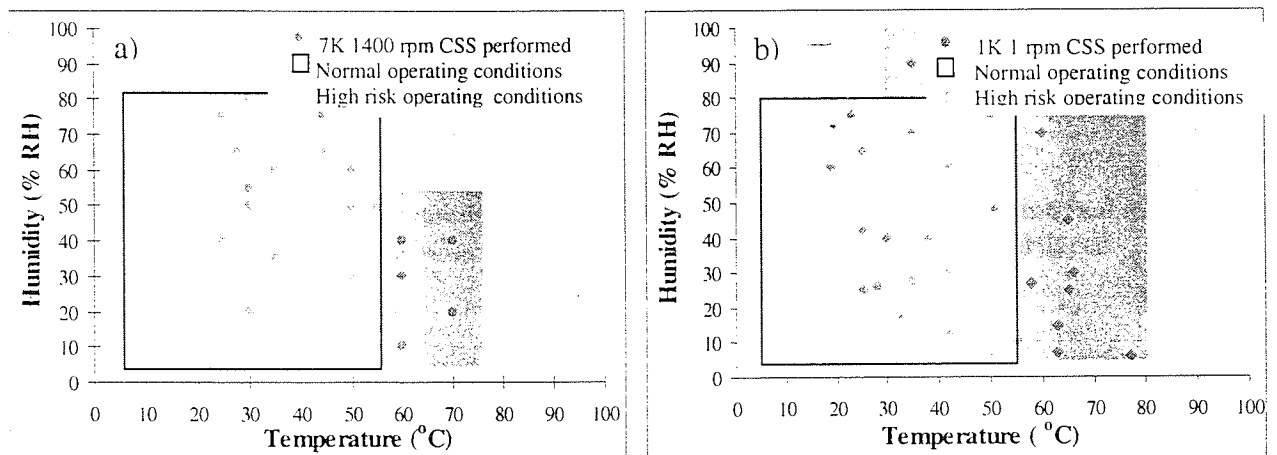 a)
7K 1400 rpm CSS performed
Normal operating conditions
High risk operating conditions
Humidity (% RH)
100
90
80
70
60
50
40
30
20
10
0
0 10 20 30 40 50 60 70 80 90 100
Temperature (°C)
b)
1K 1 rpm CSS performed
Normal operating conditions
High risk operating conditions
Humidity (% RH)
100
90
80
70
60
50
40
30
20
10
0
0 10 20 30 40 50 60 70 80 90 100
Temperature (°C)